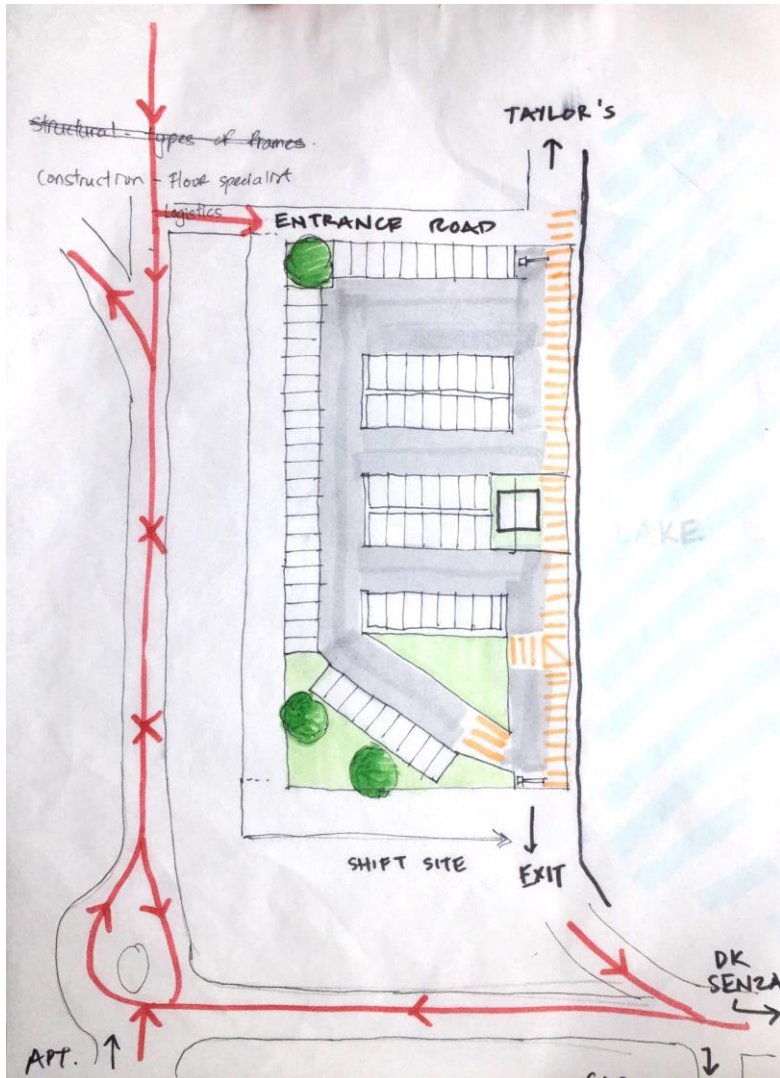 TAYLOR'S
Structural - types of frames.
Construction - Floor specialist
- Logistics
ENTRANCE ROAD
LAKE
SHIFT SITE
EXIT
DK
SENZA
APT.